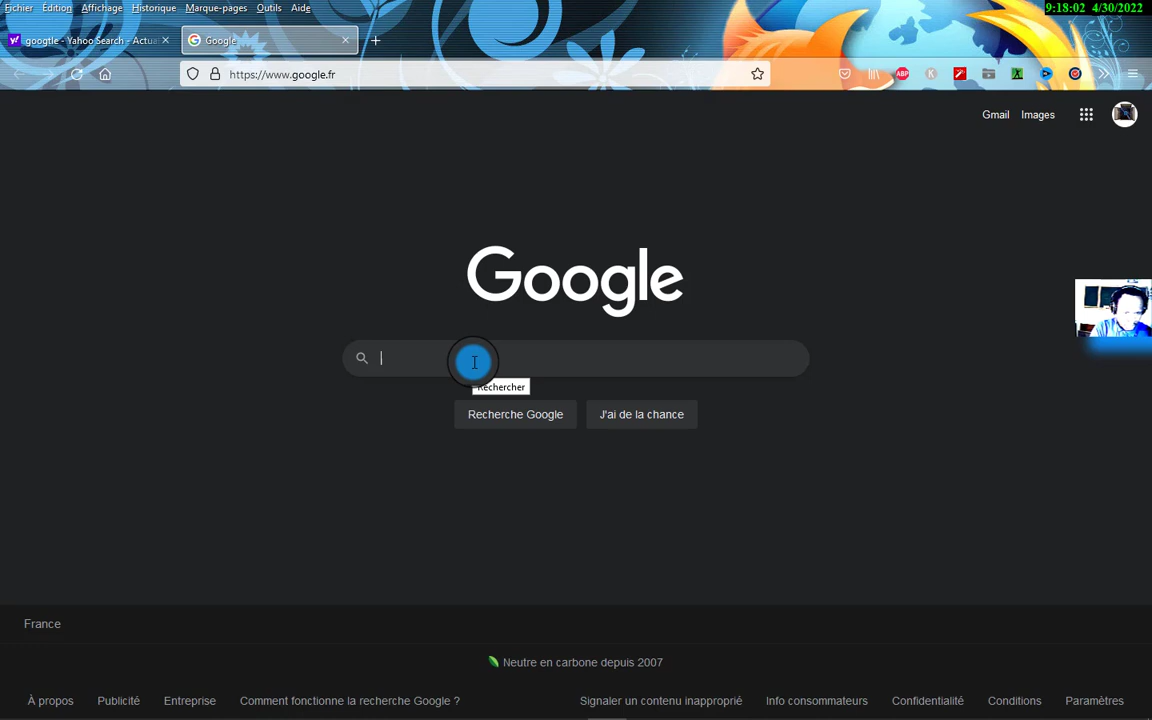 Fichier Édition Affichage Historique Marque-pages Outils Aide
9:18:02 4/30/2022
googtle - Yahoo Search - Actua
Google
https://www.google.fr
ABP
K
Gmail Images
Google
Rechercher
Recherche Google
J'ai de la chance
France
Neutre en carbone depuis 2007
À propos Publicité Entreprise Comment fonctionne la recherche Google ? Signaler un contenu inapproprié Info consommateurs Confidentialité Conditions Paramètres